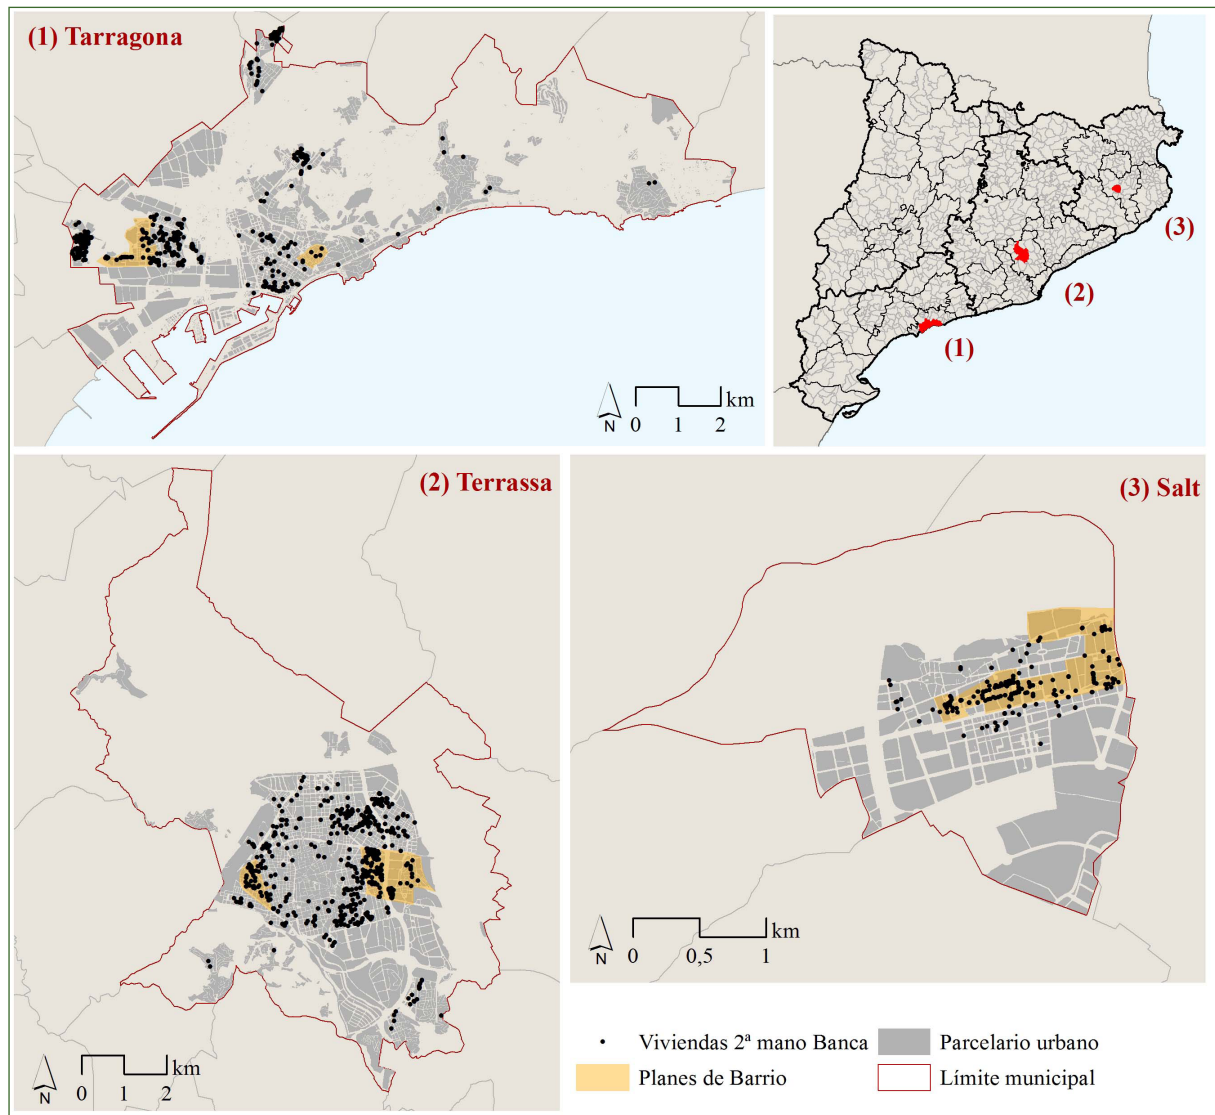 (1) Tarragona
N
0 1 2
km
(3)
(2)
(1)
(2) Terrassa
N
0 1 2
km
(3) Salt
N
0 0,5 1
km
Viviendas 2ª mano Banca
Parcelario urbano
Planes de Barrio
Límite municipal